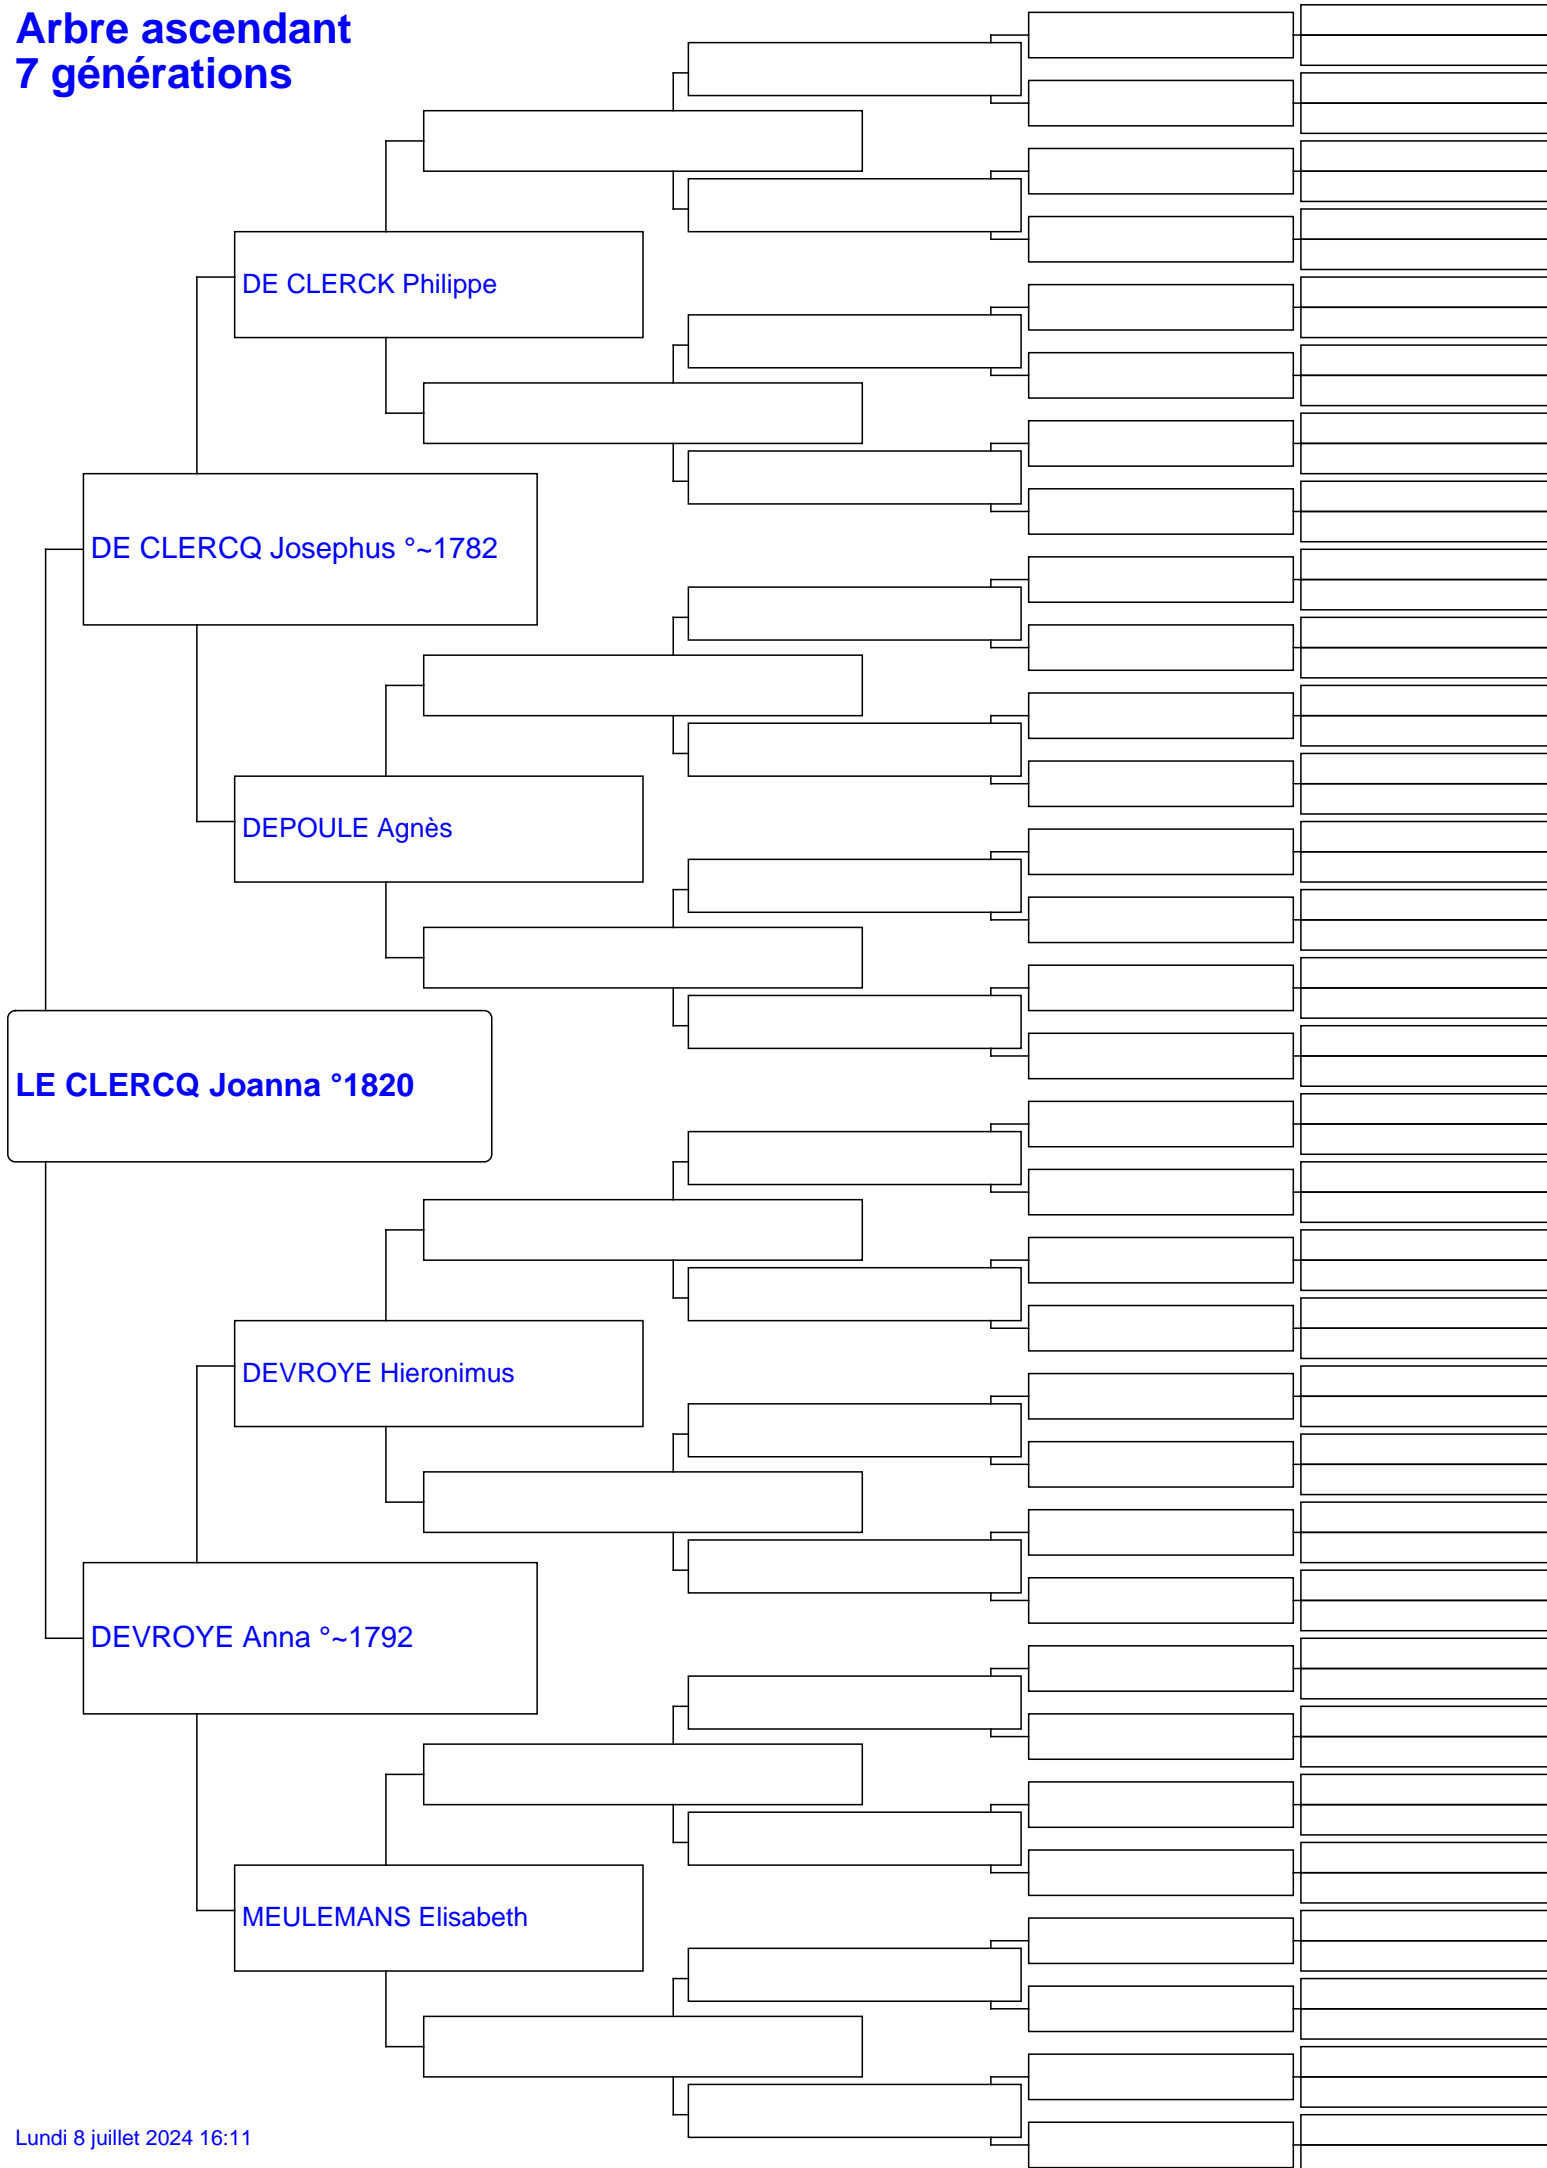 Arbre ascendant
7 générations
DE CLERCK Philippe
DE CLERCQ Josephus °~1782
DEPOULE Agnès
LE CLERCQ Joanna °1820
DEVROYE Hieronimus
DEVROYE Anna °~1792
MEULEMANS Elisabeth
Lundi 8 juillet 2024 16:11